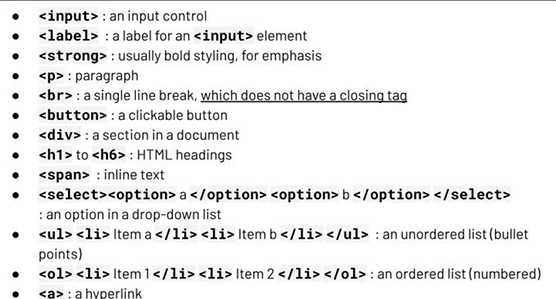 ● <input> : an input control
● <label> : a label for an <input> element
● <strong> : usually bold styling, for emphasis
● <p> : paragraph
● <br> : a single line break, which does not have a closing tag
● <button> : a clickable button
● <div> : a section in a document
● <h1> to <h6> : HTML headings
● <span> : inline text
● <select><option> a </option> <option> b </option> </select>
: an option in a drop-down list
● <ul> <li> Item a </li> <li> Item b </li> </ul> : an unordered list (bullet
points)
● <ol> <li> Item 1 </li> <li> Item 2 </li> </ol> : an ordered list (numbered)
● <a> : a hyperlink